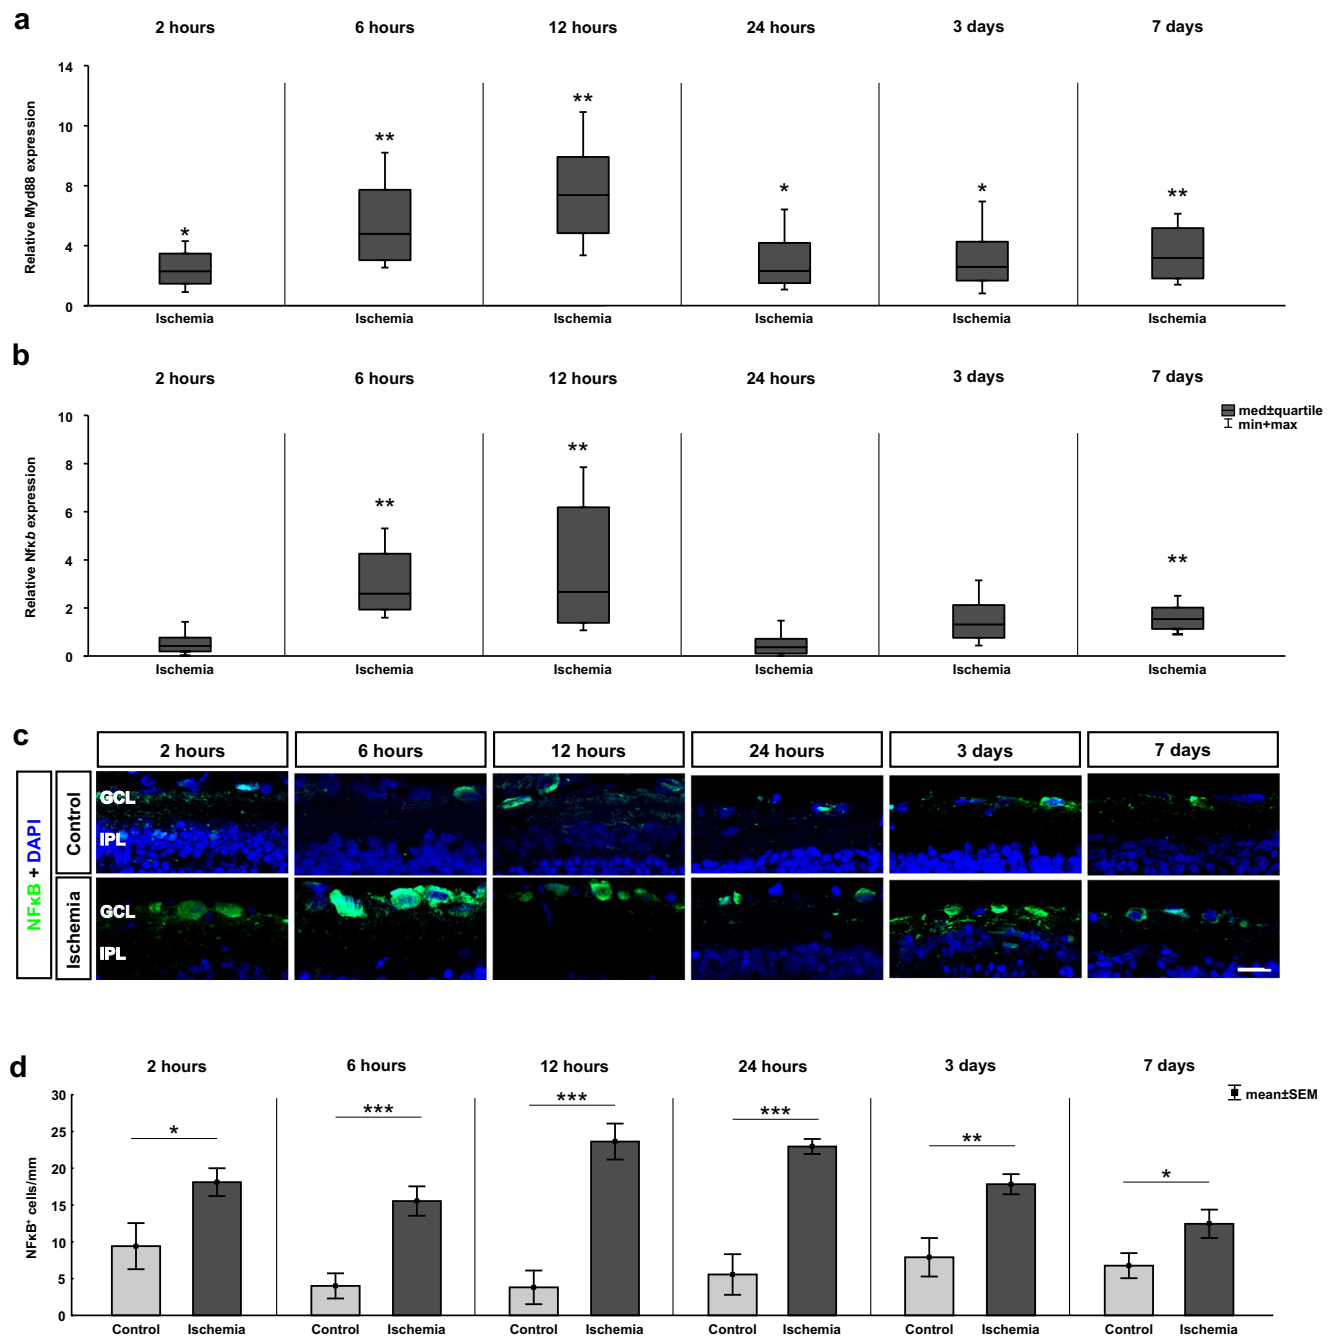 a
2 hours 6 hours 12 hours 24 hours 3 days 7 days
Relative Myd88 expression
14
10
8
4
0
* ** ** * * **
Ischemia Ischemia Ischemia Ischemia Ischemia Ischemia
b
2 hours 6 hours 12 hours 24 hours 3 days 7 days
Relative Nfκb expression
10
8
6
4
2
0
** ** **
med±quartile
min+max
Ischemia Ischemia Ischemia Ischemia Ischemia Ischemia
c
2 hours 6 hours 12 hours 24 hours 3 days 7 days
NFκB + DAPI
Control
GCL
IPL
Ischemia
GCL
IPL
d
2 hours 6 hours 12 hours 24 hours 3 days 7 days
NFκB⁺ cells/mm
30
25
20
15
10
5
0
* *** *** *** ** *
mean±SEM
Control Ischemia Control Ischemia Control Ischemia Control Ischemia Control Ischemia Control Ischemia